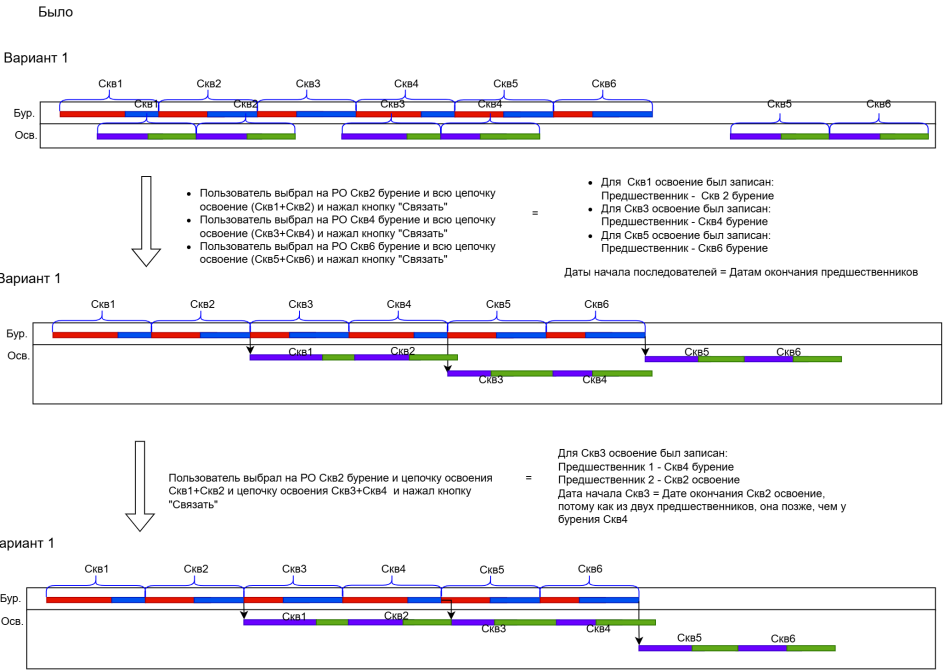 Было
Вариант 1
Скв1 Скв2 Скв3 Скв4 Скв5 Скв6
Бур.
Скв1 Скв2 Скв3 Скв4 Скв5 Скв6
Осв.
• Пользователь выбрал на РО Скв2 бурение и всю цепочку
освоение (Скв1+Скв2) и нажал кнопку "Связать"
• Пользователь выбрал на РО Скв4 бурение и всю цепочку
освоение (Скв3+Скв4) и нажал кнопку "Связать"
• Пользователь выбрал на РО Скв6 бурение и всю цепочку
освоение (Скв5+Скв6) и нажал кнопку "Связать"
=
• Для Скв1 освоение был записан:
Предшественник - Скв 2 бурение
• Для Скв3 освоение был записан:
Предшественник - Скв4 бурение
• Для Скв5 освоение был записан:
Предшественник - Скв6 бурение
Даты начала последователей = Датам окончания предшественников
Вариант 1
Скв1 Скв2 Скв3 Скв4 Скв5 Скв6
Бур.
Осв.
Скв1 Скв2 Скв5 Скв6
Скв3 Скв4
Пользователь выбрал на РО Скв2 бурение и цепочку освоения
Скв1+Скв2 и цепочку освоения Скв3+Скв4 и нажал кнопку
"Связать"
=
Для Скв3 освоение был записан:
Предшественник 1 - Скв4 бурение
Предшественник 2 - Скв2 освоение
Дата начала Скв3 = Дате окончания Скв2 освоение,
потому как из двух предшественников, она позже, чем у
бурения Скв4
ариант 1
Скв1 Скв2 Скв3 Скв4 Скв5 Скв6
Бур.
Осв.
Скв1 Скв2
Скв3 Скв4
Скв5 Скв6